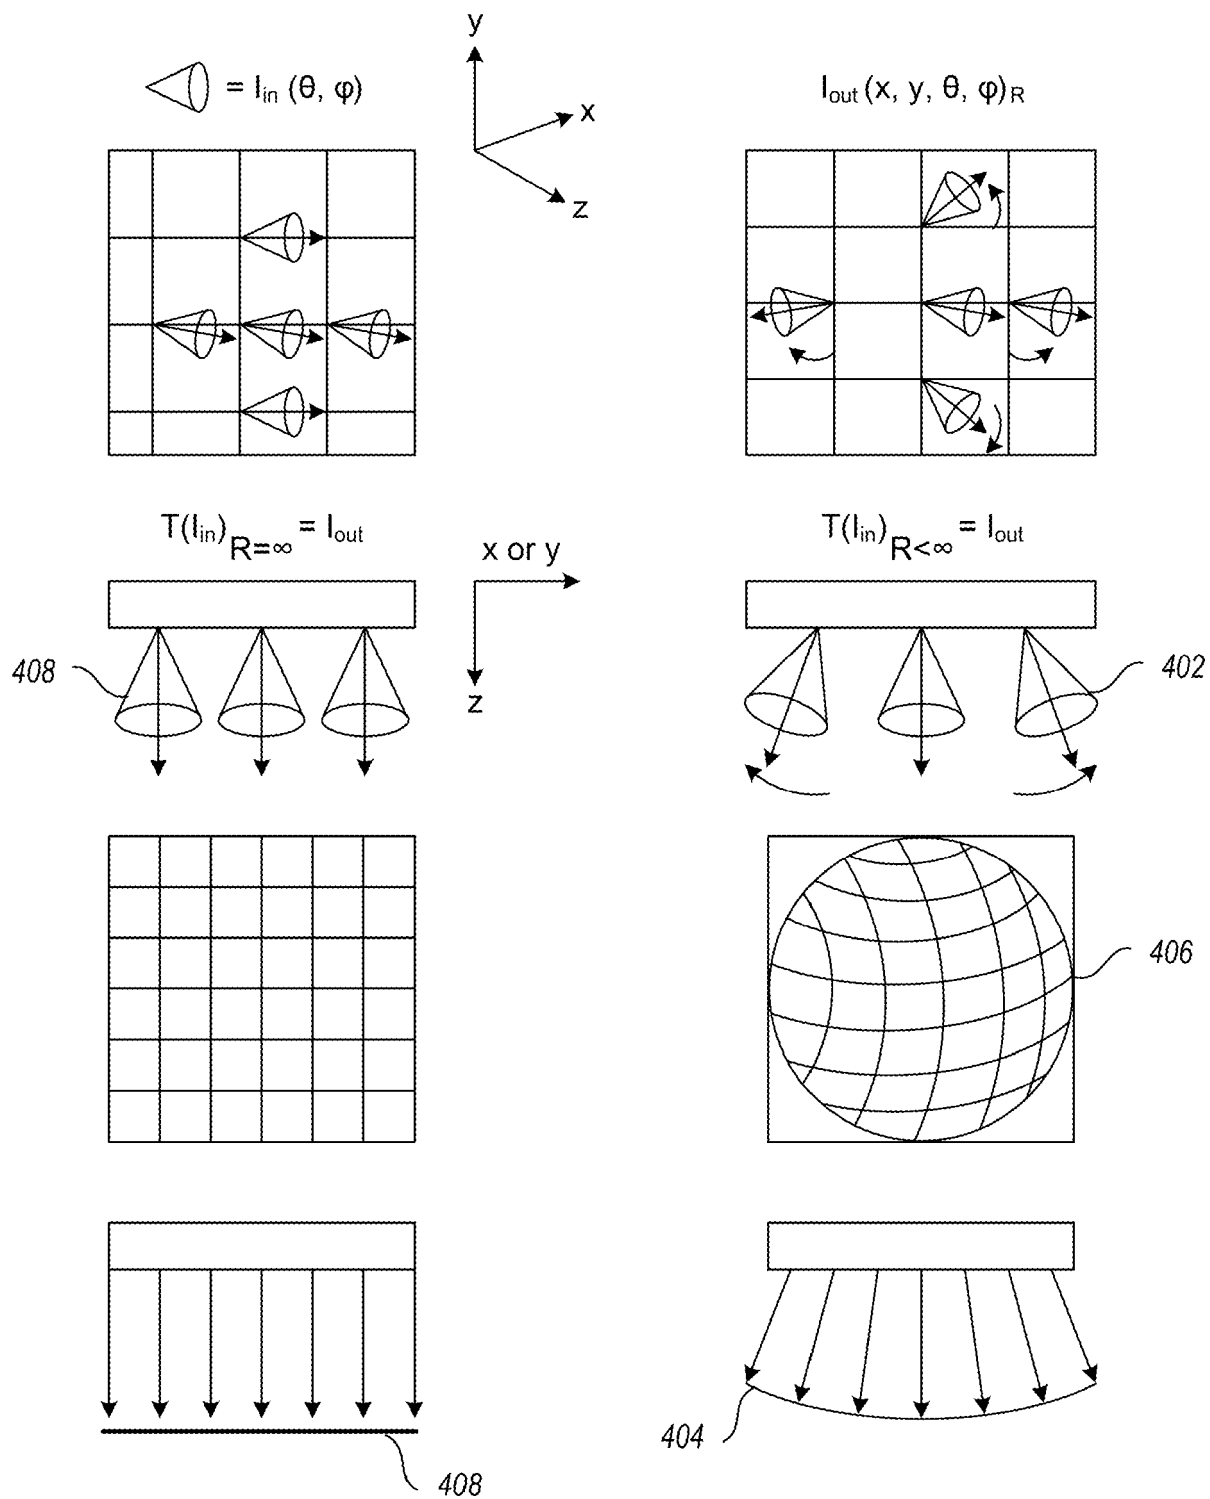 y
= Iin (θ, φ)
Iout (x, y, θ, φ)R
x
z
T(Iin)R=∞ = Iout
T(Iin)R<∞ = Iout
x or y
408
402
z
406
404
408